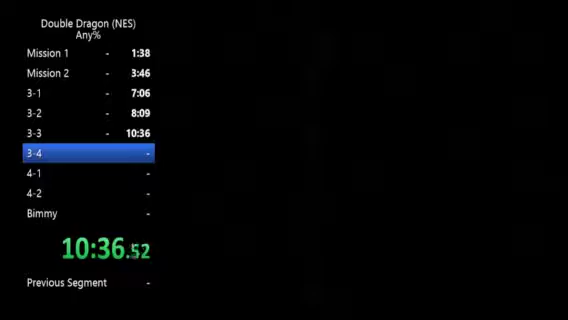 Double Dragon (NES)
Any%
Mission 1 - 1:38
Mission 2 - 3:46
3-1 - 7:06
3-2 - 8:09
3-3 - 10:36
3-4 -
4-1 -
4-2 -
Bimmy -
10:36.52
Previous Segment -